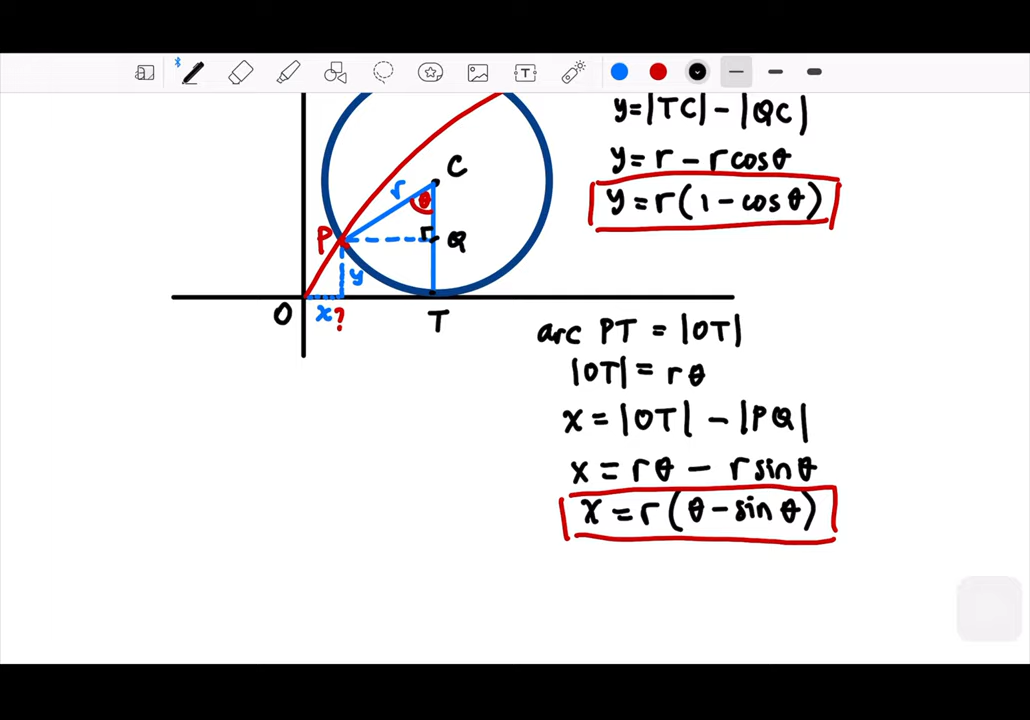 y=|TC| - |QC|
y = r - r cos θ
y = r(1 - cos θ)
C
r
θ
P
Q
y
O
x?
T
arc PT = |OT|
|OT| = rθ
x = |OT| - |PQ|
x = rθ - r sin θ
x = r(θ - sin θ)
T